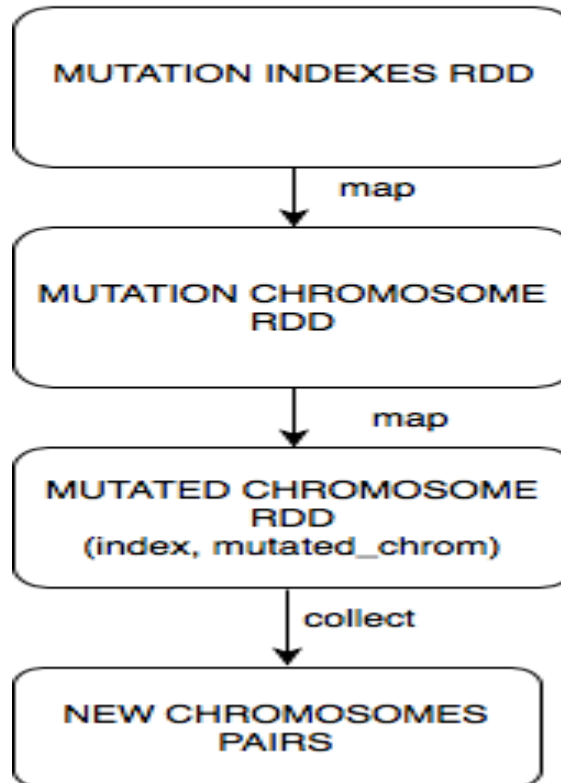 MUTATION INDEXES RDD
map
MUTATION CHROMOSOME
RDD
map
MUTATED CHROMOSOME
RDD
(index, mutated_chrom)
collect
NEW CHROMOSOMES
PAIRS